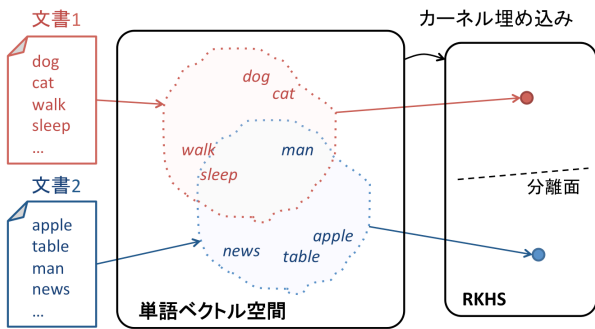 文書1
dog
cat
walk
sleep
...
文書2
apple
table
man
news
...
dog
cat
walk
man
sleep
apple
news
table
単語ベクトル空間
カーネル埋め込み
分離面
RKHS